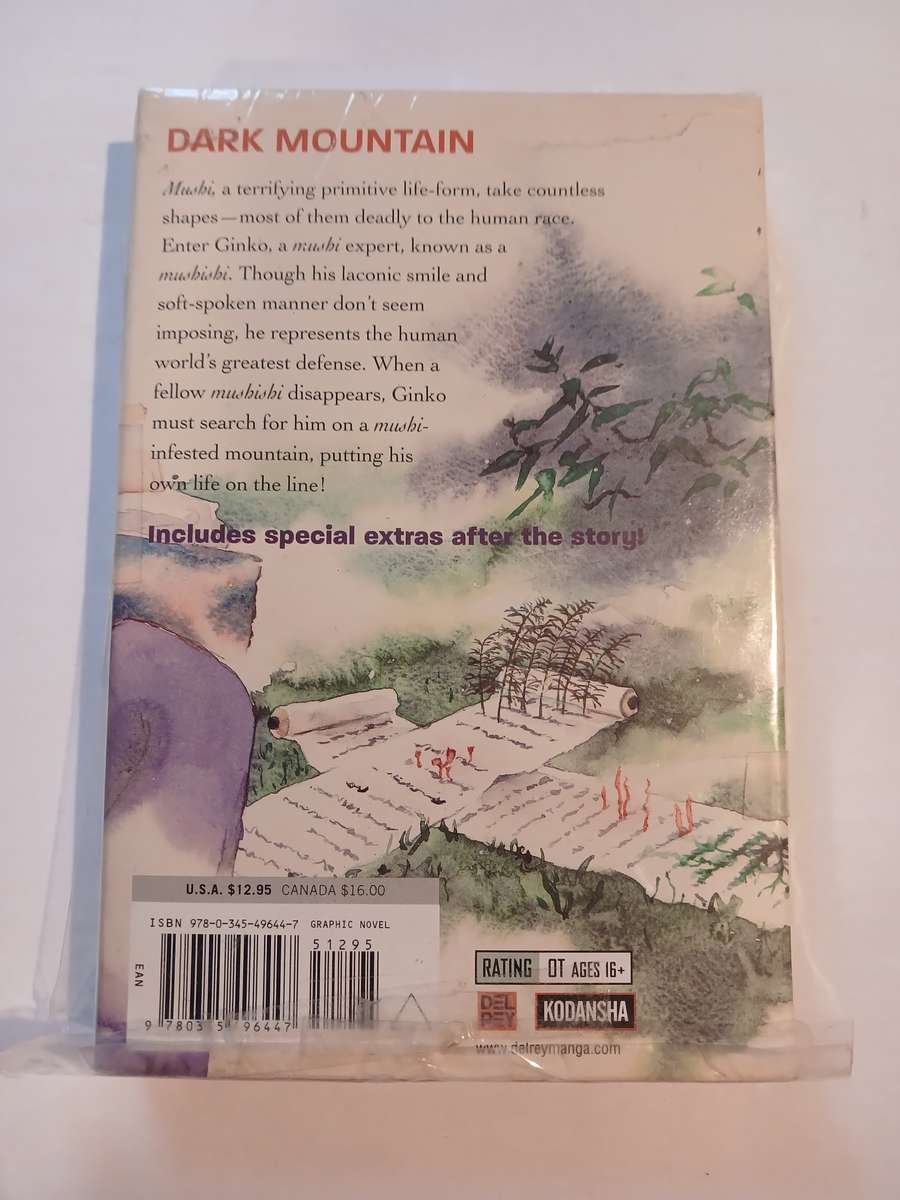 DARK MOUNTAIN
Mushi, a terrifying primitive life-form, take countless
shapes—most of them deadly to the human race.
Enter Ginko, a mushi expert, known as a
mushishi. Though his laconic smile and
soft-spoken manner don't seem
imposing, he represents the human
world's greatest defense. When a
fellow mushishi disappears, Ginko
must search for him on a mushi-
infested mountain, putting his
own life on the line!
Includes special extras after the story!
U.S.A. $12.95 CANADA $16.00
ISBN 978-0-345-49644-7 GRAPHIC NOVEL
51295
EAN
9 78035 96447
RATING OT AGES 16+
DEL REY
KODANSHA
www.delreymanga.com